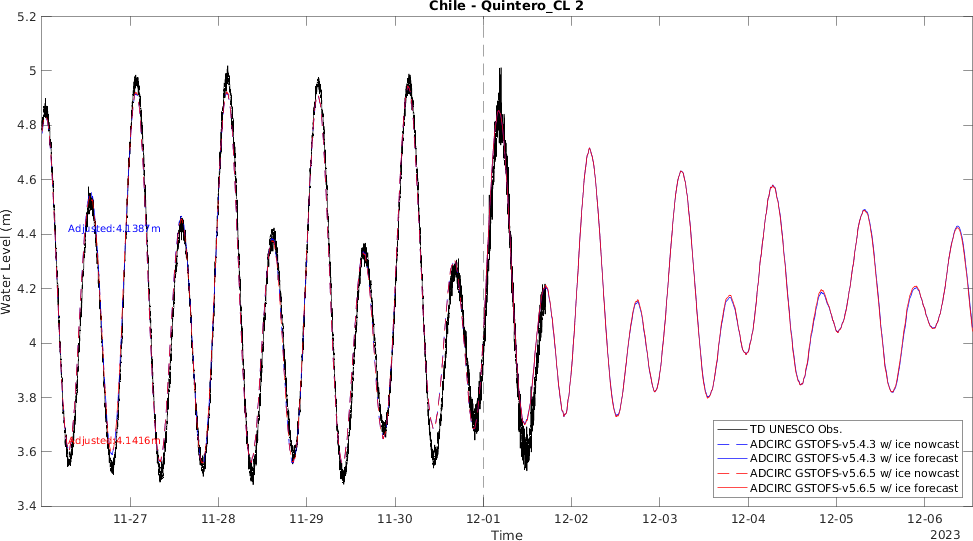 Chile - Quintero_CL 2
5.2
5
4.8
4.6
4.4
4.2
4
3.8
3.6
3.4
Water Level (m)
Adjusted:4.1387m
Adjusted:4.1416m
TD UNESCO Obs.
ADCIRC GSTOFS-v5.4.3 w/ ice nowcast
ADCIRC GSTOFS-v5.4.3 w/ ice forecast
ADCIRC GSTOFS-v5.6.5 w/ ice nowcast
ADCIRC GSTOFS-v5.6.5 w/ ice forecast
11-27 11-28 11-29 11-30 12-01 12-02 12-03 12-04 12-05 12-06
Time
2023